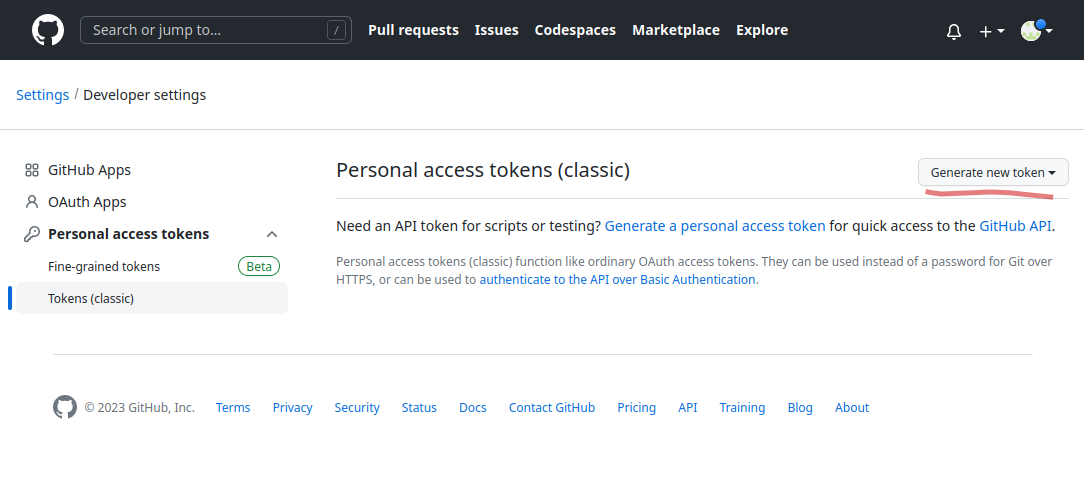 Search or jump to... /
Pull requests Issues Codespaces Marketplace Explore
Settings / Developer settings
GitHub Apps
OAuth Apps
Personal access tokens
Fine-grained tokens Beta
Tokens (classic)
Personal access tokens (classic)
Generate new token
Need an API token for scripts or testing? Generate a personal access token for quick access to the GitHub API.
Personal access tokens (classic) function like ordinary OAuth access tokens. They can be used instead of a password for Git over
HTTPS, or can be used to authenticate to the API over Basic Authentication.
© 2023 GitHub, Inc. Terms Privacy Security Status Docs Contact GitHub Pricing API Training Blog About